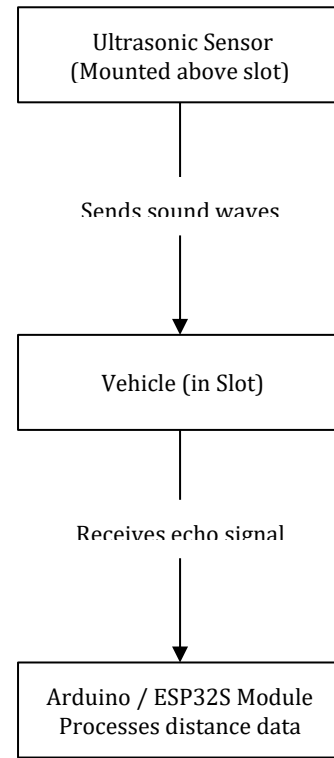 Ultrasonic Sensor
(Mounted above slot)
Sends sound waves
Vehicle (in Slot)
Receives echo signal
Arduino / ESP32S Module
Processes distance data